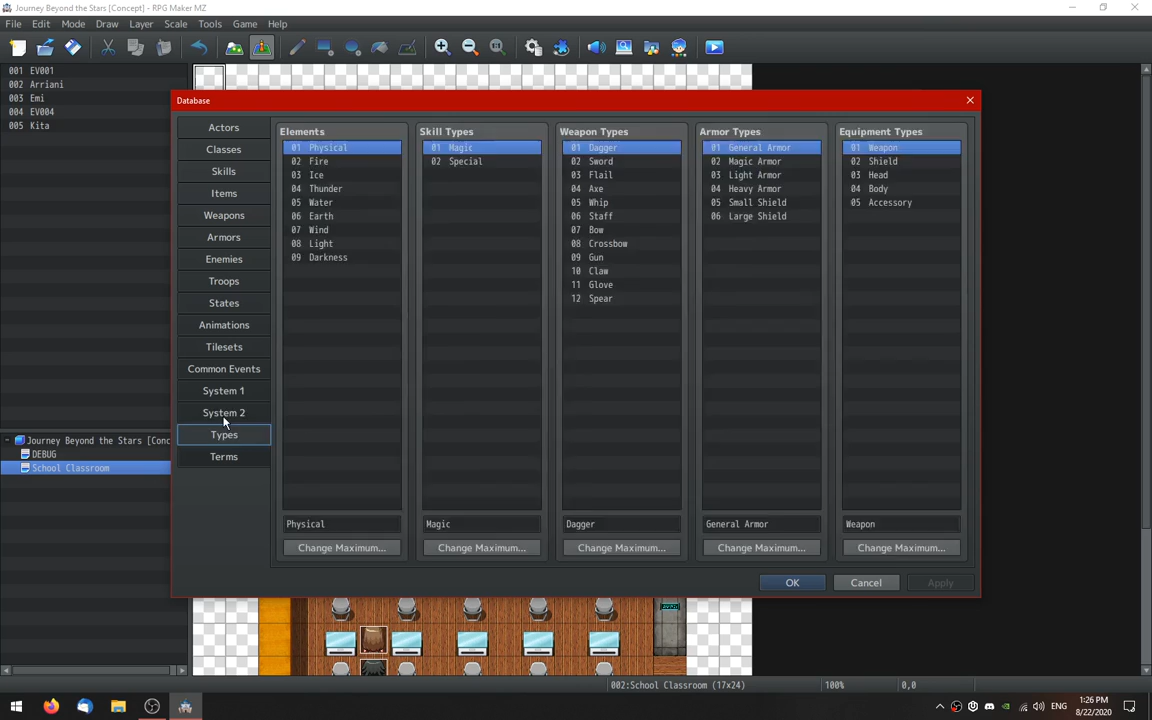 Journey Beyond the Stars [Concept] - RPG Maker MZ
File Edit Mode Draw Layer Scale Tools Game Help
001 EV001
002 Arriani
003 Emi
004 EV004
005 Kita
Journey Beyond the Stars [Conc
DEBUG
School Classroom
Database
Actors
Classes
Skills
Items
Weapons
Armors
Enemies
Troops
States
Animations
Tilesets
Common Events
System 1
System 2
Types
Terms
Elements
01 Physical
02 Fire
03 Ice
04 Thunder
05 Water
06 Earth
07 Wind
08 Light
09 Darkness
Physical
Change Maximum...
Skill Types
01 Magic
02 Special
Magic
Change Maximum...
Weapon Types
01 Dagger
02 Sword
03 Flail
04 Axe
05 Whip
06 Staff
07 Bow
08 Crossbow
09 Gun
10 Claw
11 Glove
12 Spear
Dagger
Change Maximum...
Armor Types
01 General Armor
02 Magic Armor
03 Light Armor
04 Heavy Armor
05 Small Shield
06 Large Shield
General Armor
Change Maximum...
Equipment Types
01 Weapon
02 Shield
03 Head
04 Body
05 Accessory
Weapon
Change Maximum...
OK Cancel Apply
002:School Classroom (17x24) 100% 0,0
ENG
1:26 PM
8/22/2020